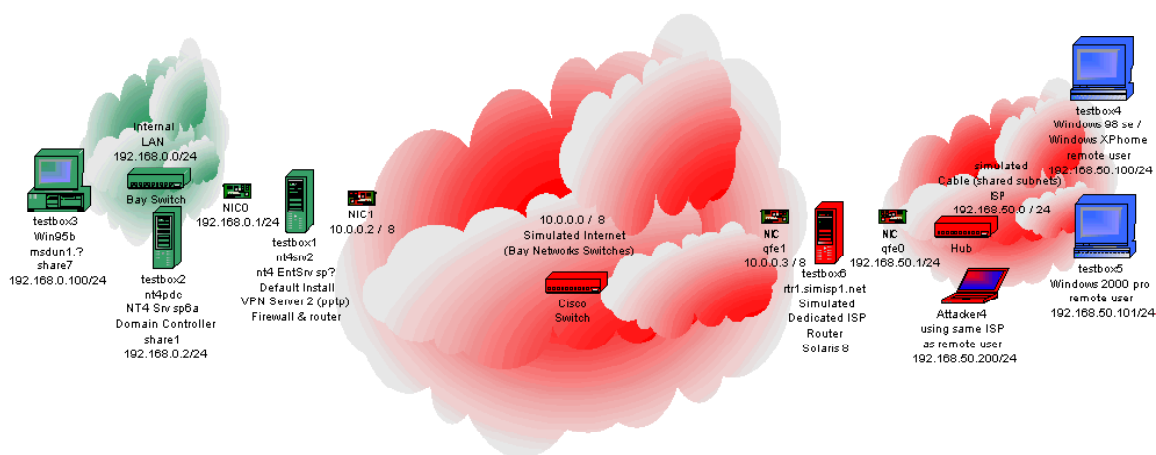 Internal
LAN
192.168.0.0/24
Bay Switch
testbox3
Win95b
msdun1.?
share7
192.168.0.100/24
testbox2
nt4pdc
NT4 Srv sp6a
Domain Controller
share1
192.168.0.2/24
NIC0
192.168.0.1/24
testbox1
nt4srv2
nt4 EntSrv sp?
Default Install
VPN Server 2 (pptp)
Firewall & router
NIC1
10.0.0.2 / 8
10.0.0.0 / 8
Simulated Internet
(Bay Networks Switches)
Cisco
Switch
NIC
qfe1
10.0.0.3 / 8
testbox6
rtr1.simisp1.net
Simulated
Dedicated ISP
Router
Solaris 8
NIC
qfe0
192.168.50.1/24
simulated
Cable (shared subnets)
ISP
192.168.50.0 / 24
Hub
Attacker4
using same ISP
as remote user
192.168.50.200/24
testbox4
Windows 98 se /
Windows XPhome
remote user
192.168.50.100/24
testbox5
Windows 2000 pro
remote user
192.168.50.101/24